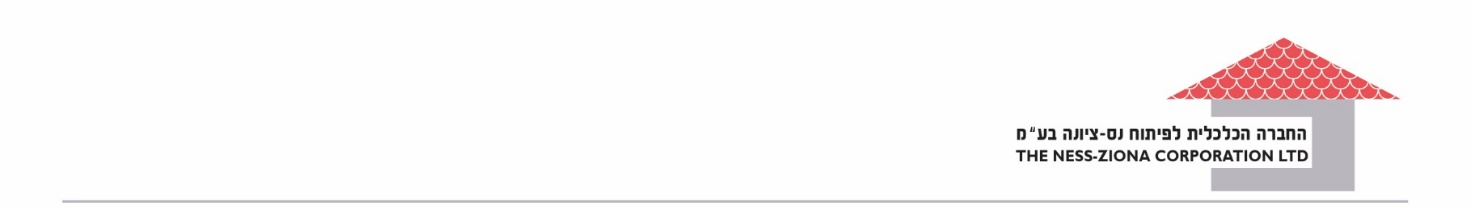 החברה הכלכלית לפיתוח נס-ציונה בע"מ
THE NESS-ZIONA CORPORATION LTD